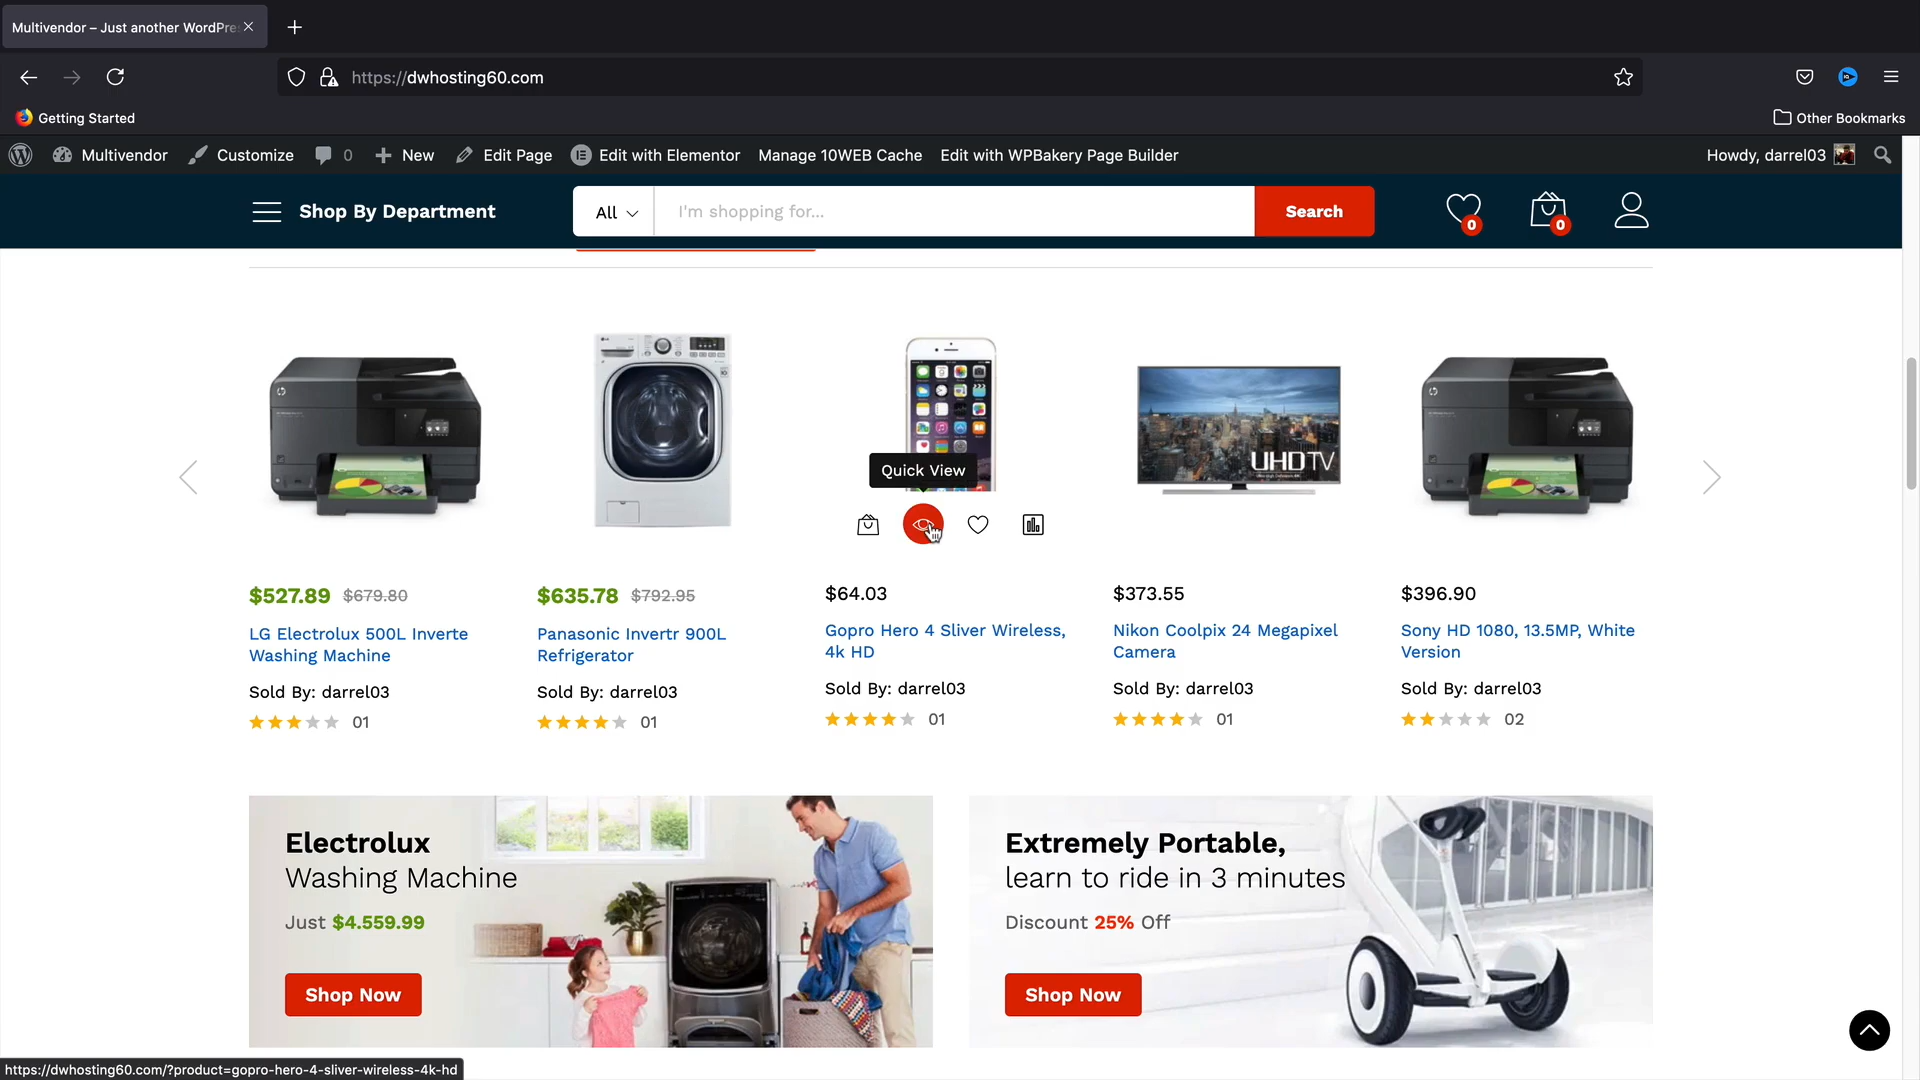 Multivendor – Just another WordPre
https://dwhosting60.com
Getting Started
Other Bookmarks
Multivendor
Customize
0
New
Edit Page
Edit with Elementor
Manage 10WEB Cache
Edit with WPBakery Page Builder
Howdy, darrel03
Shop By Department
All
I'm shopping for...
Search
0
0
UHD TV
Quick View
$527.89 $679.80
LG Electrolux 500L Inverte
Washing Machine
Sold By: darrel03
01
$635.78 $792.95
Panasonic Invertr 900L
Refrigerator
Sold By: darrel03
01
$64.03
Gopro Hero 4 Sliver Wireless,
4k HD
Sold By: darrel03
01
$373.55
Nikon Coolpix 24 Megapixel
Camera
Sold By: darrel03
01
$396.90
Sony HD 1080, 13.5MP, White
Version
Sold By: darrel03
02
Electrolux
Washing Machine
Just $4.559.99
Shop Now
Extremely Portable,
learn to ride in 3 minutes
Discount 25% Off
Shop Now
https://dwhosting60.com/?product=gopro-hero-4-sliver-wireless-4k-hd